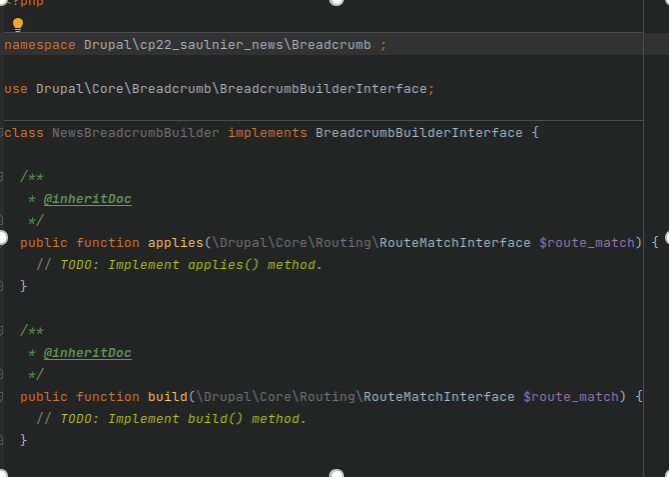 <?php
namespace Drupal\cp22_saulnier_news\Breadcrumb ;
use Drupal\Core\Breadcrumb\BreadcrumbBuilderInterface;
class NewsBreadcrumbBuilder implements BreadcrumbBuilderInterface {
/**
* @inheritDoc
*/
public function applies(\Drupal\Core\Routing\RouteMatchInterface $route_match) {
// TODO: Implement applies() method.
}
/**
* @inheritDoc
*/
public function build(\Drupal\Core\Routing\RouteMatchInterface $route_match) {
// TODO: Implement build() method.
}